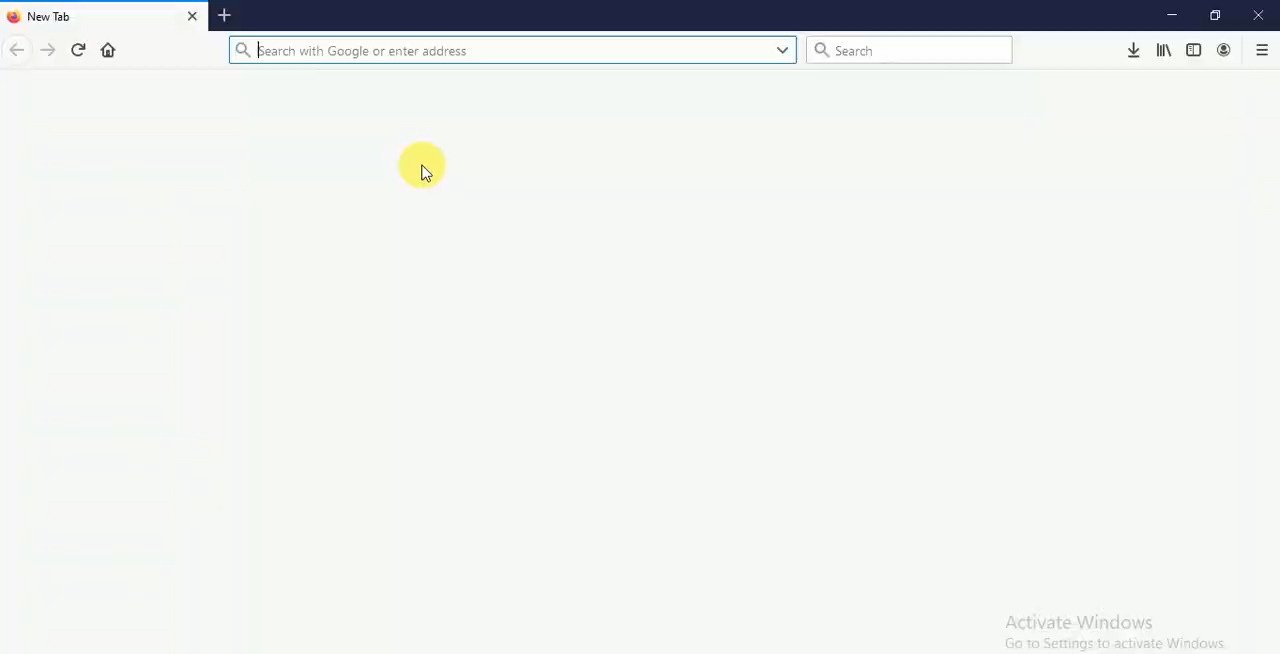 New Tab
Search with Google or enter address
Search
Activate Windows
Go to Settings to activate Windows.